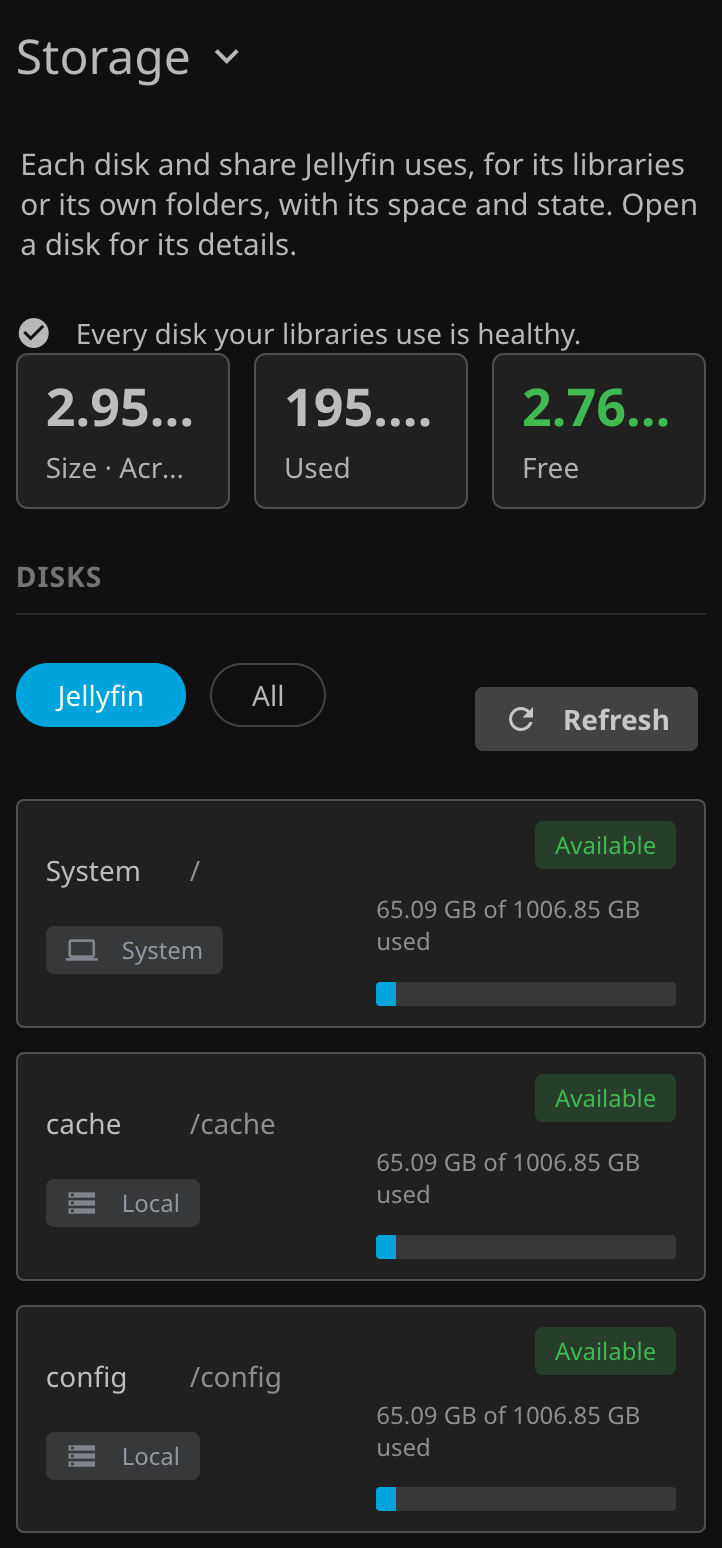 Storage
Each disk and share Jellyfin uses, for its libraries
or its own folders, with its space and state. Open
a disk for its details.
Every disk your libraries use is healthy.
2.95...
Size · Acr...
195....
Used
2.76...
Free
DISKS
Jellyfin
All
Refresh
System /
System
Available
65.09 GB of 1006.85 GB
used
cache /cache
Local
Available
65.09 GB of 1006.85 GB
used
config /config
Local
Available
65.09 GB of 1006.85 GB
used